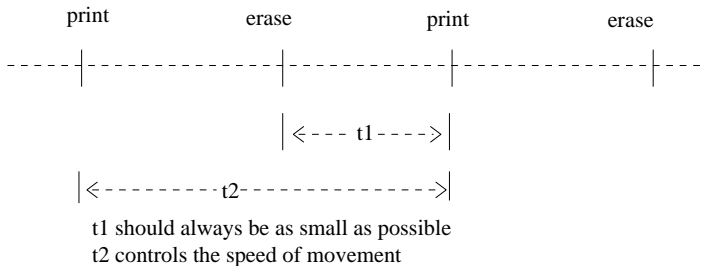 print erase print erase
t1
t2
t1 should always be as small as possible
t2 controls the speed of movement